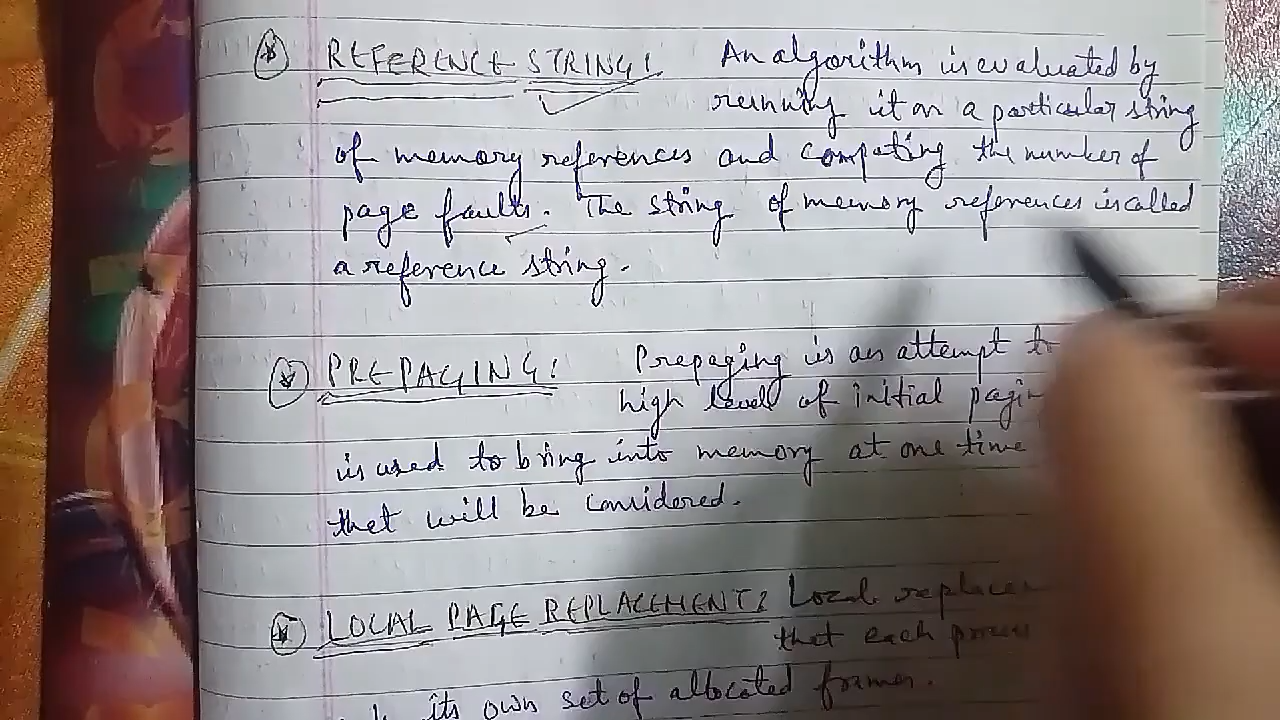 REFERENCE STRING: An algorithm is evaluated by
running it on a particular string
of memory references and computing the number of
page faults. The string of memory references is called
a reference string.
PREPAGING: Prepaging is an attempt to
high level of initial
is used to bring into memory at one time
that will be considered.
LOCAL PAGE REPLACEMENT: Local
that each process
its own set of allocated frames.